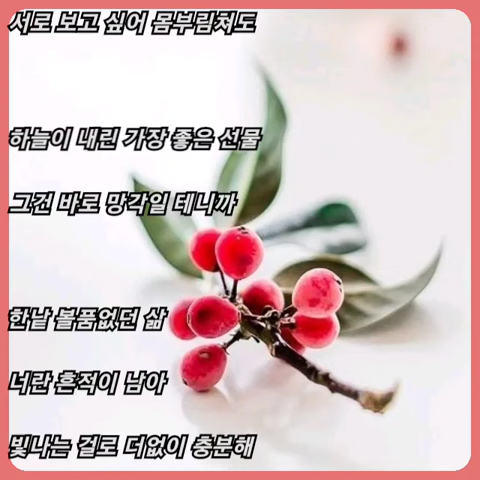 서로 보고 싶어 몸부림쳐도
하늘이 내린 가장 좋은 선물
그건 바로 망각일 테니까
한낱 볼품없던 삶
너란 흔적이 남아
빛나는 걸로 더없이 충분해